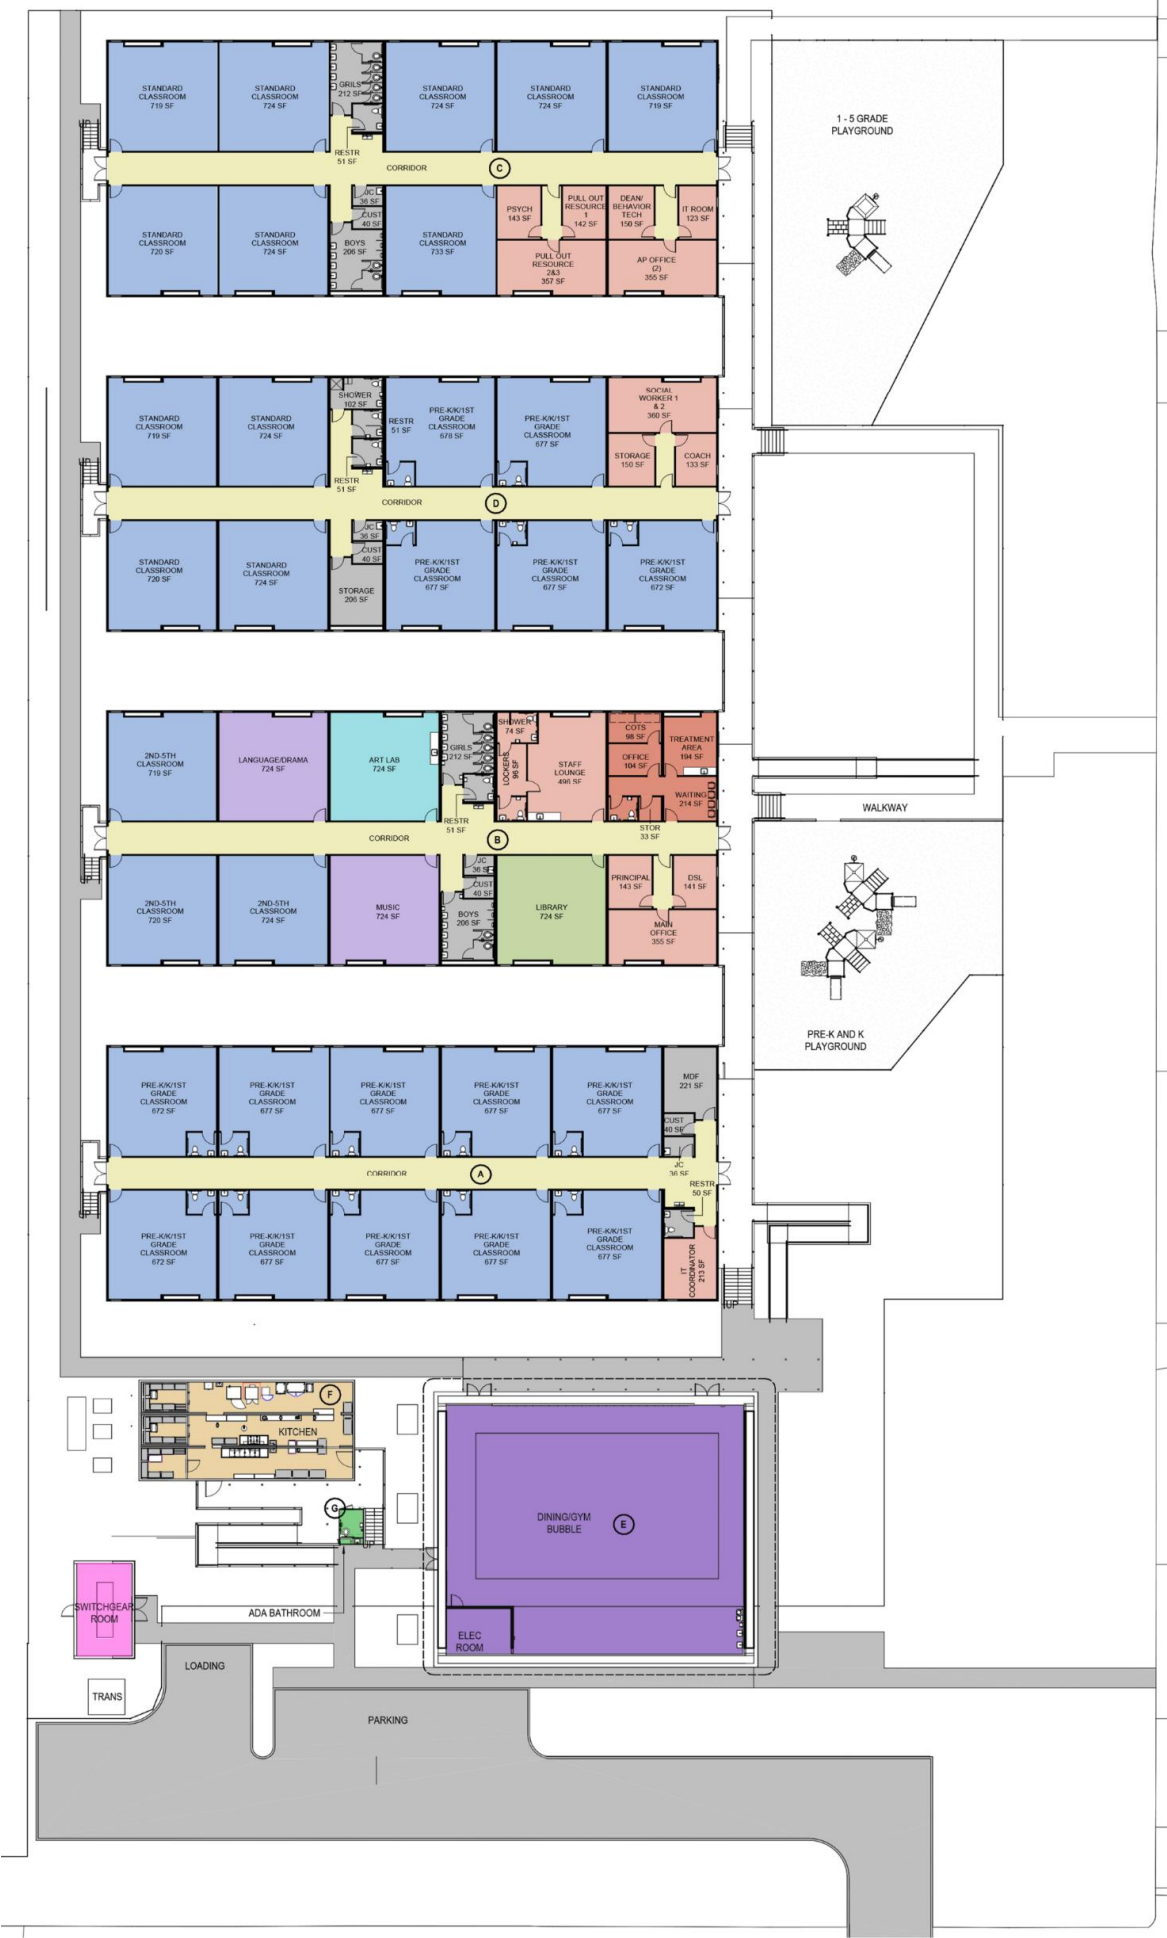 STANDARD
CLASSROOM
719 SF
STANDARD
CLASSROOM
724 SF
GRILS
212 SF
STANDARD
CLASSROOM
724 SF
STANDARD
CLASSROOM
724 SF
STANDARD
CLASSROOM
719 SF
1 - 5 GRADE
PLAYGROUND
UP
RESTR
51 SF
CORRIDOR
C
STANDARD
CLASSROOM
720 SF
STANDARD
CLASSROOM
724 SF
JC
36 SF
CUST
40 SF
BOYS
206 SF
STANDARD
CLASSROOM
733 SF
PSYCH
143 SF
PULL OUT
RESOURCE
1
142 SF
DEAN/
BEHAVIOR
TECH
150 SF
IT ROOM
123 SF
PULL OUT
RESOURCE
2&3
357 SF
AP OFFICE
(2)
355 SF
STANDARD
CLASSROOM
719 SF
STANDARD
CLASSROOM
724 SF
SHOWER
102 SF
RESTR
51 SF
PRE-K/K/1ST
GRADE
CLASSROOM
678 SF
PRE-K/K/1ST
GRADE
CLASSROOM
677 SF
SOCIAL
WORKER 1
& 2
360 SF
STORAGE
150 SF
COACH
133 SF
UP
RESTR
51 SF
CORRIDOR
D
STANDARD
CLASSROOM
720 SF
STANDARD
CLASSROOM
724 SF
JC
36 SF
CUST
40 SF
STORAGE
206 SF
PRE-K/K/1ST
GRADE
CLASSROOM
677 SF
PRE-K/K/1ST
GRADE
CLASSROOM
677 SF
PRE-K/K/1ST
GRADE
CLASSROOM
672 SF
2ND-5TH
CLASSROOM
719 SF
LANGUAGE/DRAMA
724 SF
ART LAB
724 SF
GIRLS
212 SF
SHOWER
74 SF
LOCKERS
96 SF
STAFF
LOUNGE
496 SF
COTS
98 SF
OFFICE
104 SF
TREATMENT
AREA
194 SF
WAITING
214 SF
STOR
33 SF
WALKWAY
RESTR
51 SF
CORRIDOR
B
UP
2ND-5TH
CLASSROOM
720 SF
2ND-5TH
CLASSROOM
724 SF
MUSIC
724 SF
JC
36 SF
CUST
40 SF
BOYS
206 SF
LIBRARY
724 SF
PRINCIPAL
143 SF
DSL
141 SF
MAIN
OFFICE
355 SF
PRE-K AND K
PLAYGROUND
PRE-K/K/1ST
GRADE
CLASSROOM
672 SF
PRE-K/K/1ST
GRADE
CLASSROOM
677 SF
PRE-K/K/1ST
GRADE
CLASSROOM
677 SF
PRE-K/K/1ST
GRADE
CLASSROOM
677 SF
PRE-K/K/1ST
GRADE
CLASSROOM
677 SF
MDF
221 SF
CUST
40 SF
JC
36 SF
CORRIDOR
A
RESTR
50 SF
UP
PRE-K/K/1ST
GRADE
CLASSROOM
672 SF
PRE-K/K/1ST
GRADE
CLASSROOM
677 SF
PRE-K/K/1ST
GRADE
CLASSROOM
677 SF
PRE-K/K/1ST
GRADE
CLASSROOM
677 SF
PRE-K/K/1ST
GRADE
CLASSROOM
677 SF
IT
COORDINATOR
213 SF
UP
F
KITCHEN
G
UP
DINING/GYM
BUBBLE
E
SWITCHGEAR
ROOM
ADA BATHROOM
ELEC
ROOM
LOADING
TRANS
PARKING